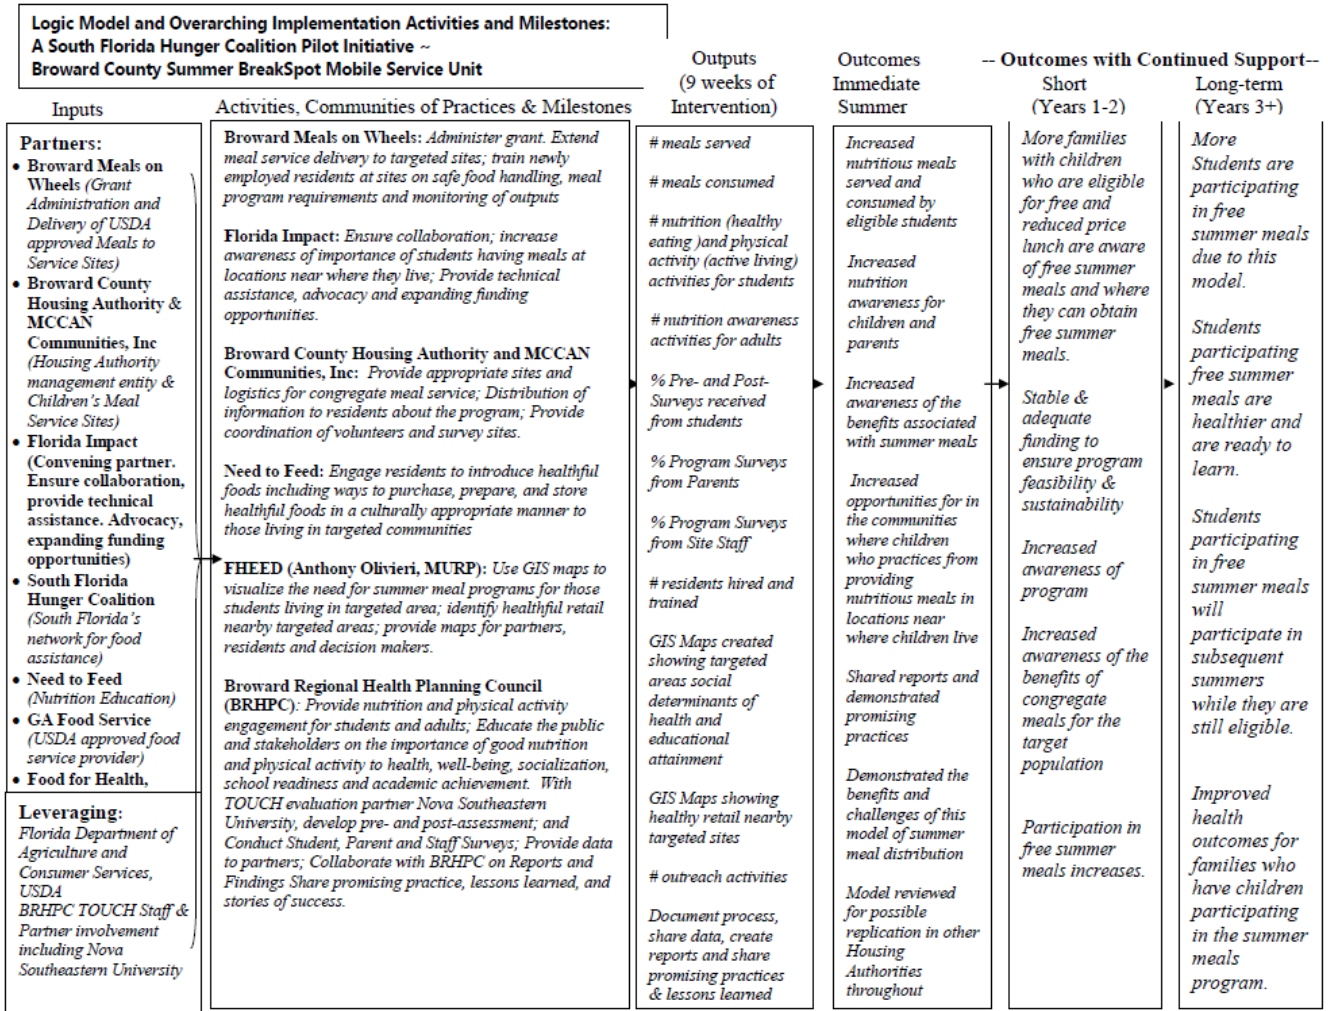 Logic Model and Overarching Implementation Activities and Milestones:
A South Florida Hunger Coalition Pilot Initiative ~
Broward County Summer BreakSpot Mobile Service Unit
Inputs
Partners:
• Broward Meals on
Wheels (Grant
Administration and
Delivery of USDA
approved Meals to
Service Sites)
• Broward County
Housing Authority &
MCCAN
Communities, Inc
(Housing Authority
management entity &
Children's Meal
Service Sites)
• Florida Impact
(Convening partner.
Ensure collaboration,
provide technical
assistance. Advocacy,
expanding funding
opportunities)
• South Florida
Hunger Coalition
(South Florida's
network for food
assistance)
• Need to Feed
(Nutrition Education)
• GA Food Service
(USDA approved food
service provider)
• Food for Health,
Leveraging:
Florida Department of
Agriculture and
Consumer Services,
USDA
BRHPC TOUCH Staff &
Partner involvement
including Nova
Southeastern University
Activities, Communities of Practices & Milestones
Broward Meals on Wheels: Administer grant. Extend
meal service delivery to targeted sites; train newly
employed residents at sites on safe food handling, meal
program requirements and monitoring of outputs
Florida Impact: Ensure collaboration; increase
awareness of importance of students having meals at
locations near where they live; Provide technical
assistance, advocacy and expanding funding
opportunities.
Broward County Housing Authority and MCCAN
Communities, Inc: Provide appropriate sites and
logistics for congregate meal service; Distribution of
information to residents about the program; Provide
coordination of volunteers and survey sites.
Need to Feed: Engage residents to introduce healthful
foods including ways to purchase, prepare, and store
healthful foods in a culturally appropriate manner to
those living in targeted communities
FHEED (Anthony Olivieri, MURP): Use GIS maps to
visualize the need for summer meal programs for those
students living in targeted area; identify healthful retail
nearby targeted areas; provide maps for partners,
residents and decision makers.
Broward Regional Health Planning Council
(BRHPC): Provide nutrition and physical activity
engagement for students and adults; Educate the public
and stakeholders on the importance of good nutrition
and physical activity to health, well-being, socialization,
school readiness and academic achievement. With
TOUCH evaluation partner Nova Southeastern
University, develop pre- and post-assessment; and
Conduct Student, Parent and Staff Surveys; Provide data
to partners; Collaborate with BRHPC on Reports and
Findings Share promising practice, lessons learned, and
stories of success.
Outputs
(9 weeks of
Intervention)
# meals served
# meals consumed
# nutrition (healthy
eating )and physical
activity (active living)
activities for students
# nutrition awareness
activities for adults
% Pre- and Post-
Surveys received
from students
% Program Surveys
from Parents
% Program Surveys
from Site Staff
# residents hired and
trained
GIS Maps created
showing targeted
areas social
determinants of
health and
educational
attainment
GIS Maps showing
healthy retail nearby
targeted sites
# outreach activities
Document process,
share data, create
reports and share
promising practices
& lessons learned
Outcomes
Immediate
Summer
Increased
nutritious meals
served and
consumed by
eligible students
Increased
nutrition
awareness for
children and
parents
Increased
awareness of the
benefits associated
with summer meals
Increased
opportunities for in
the communities
where children
who practices from
providing
nutritious meals in
locations near
where children live
Shared reports and
demonstrated
promising
practices
Demonstrated the
benefits and
challenges of this
model of summer
meal distribution
Model reviewed
for possible
replication in other
Housing
Authorities
throughout
-- Outcomes with Continued Support--
Short
(Years 1-2)
More families
with children
who are eligible
for free and
reduced price
lunch are aware
of free summer
meals and where
they can obtain
free summer
meals.
Stable &
adequate
funding to
ensure program
feasibility &
sustainability
Increased
awareness of
program
Increased
awareness of the
benefits of
congregate
meals for the
target
population
Participation in
free summer
meals increases.
Long-term
(Years 3+)
More
Students are
participating
in free
summer meals
due to this
model.
Students
participating
free summer
meals are
healthier and
are ready to
learn.
Students
participating
in free
summer meals
will
participate in
subsequent
summers
while they are
still eligible.
Improved
health
outcomes for
families who
have children
participating
in the summer
meals
program.